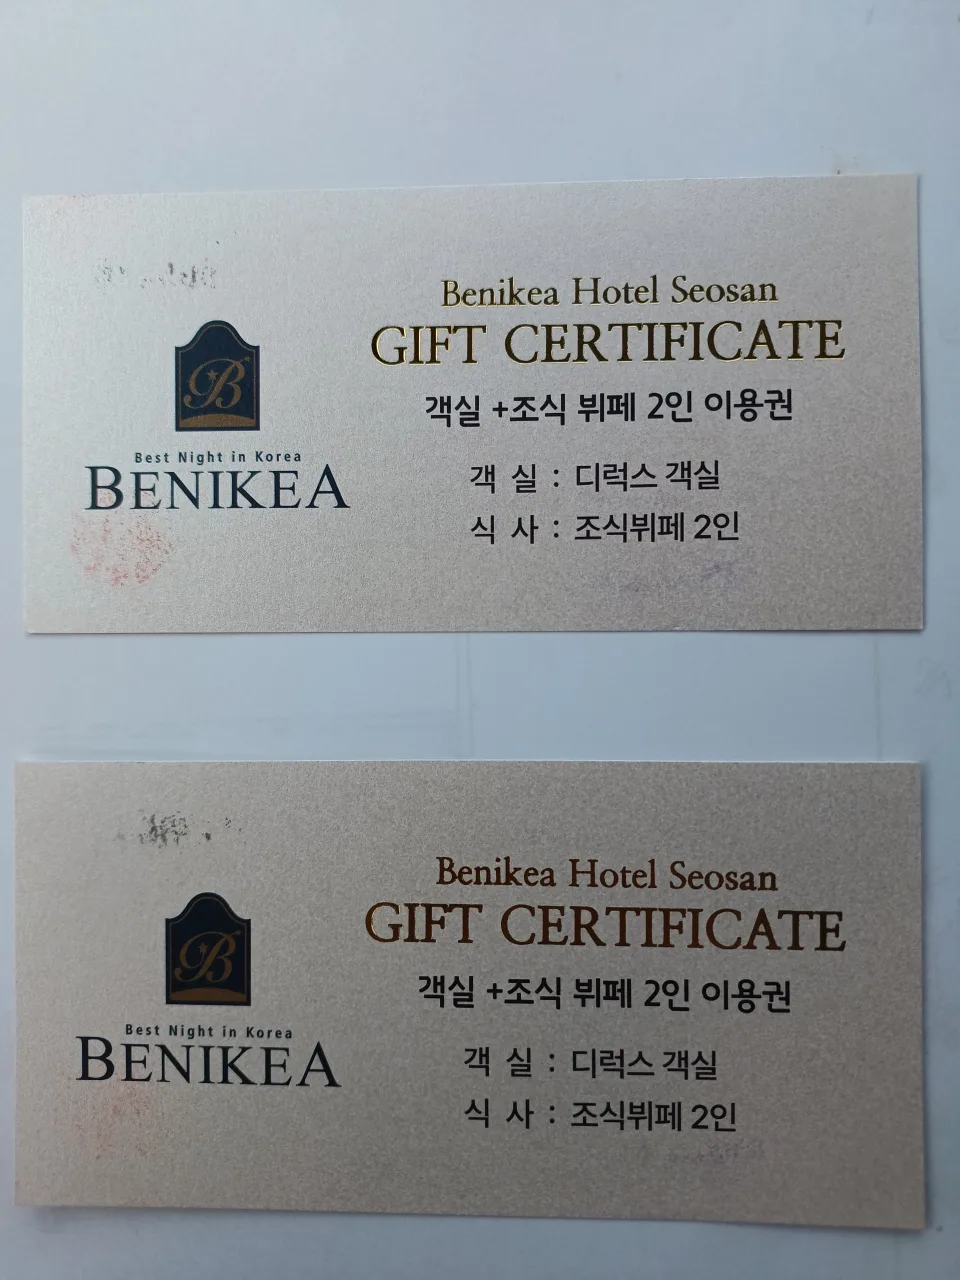 Benikea Hotel Seosan
GIFT CERTIFICATE
객실 +조식 뷔페 2인 이용권
객 실 : 디럭스 객실
식 사 : 조식뷔페 2인
B
Best Night in Korea
BENIKEA
Benikea Hotel Seosan
GIFT CERTIFICATE
객실 +조식 뷔페 2인 이용권
객 실 : 디럭스 객실
식 사 : 조식뷔페 2인
B
Best Night in Korea
BENIKEA